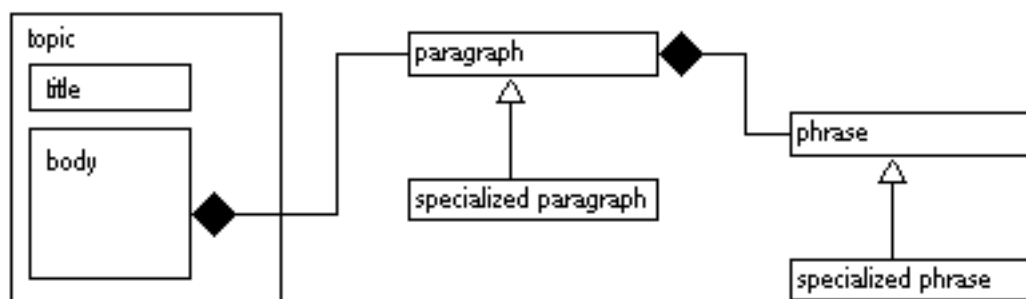 topic
title
body
paragraph
specialized paragraph
phrase
specialized phrase